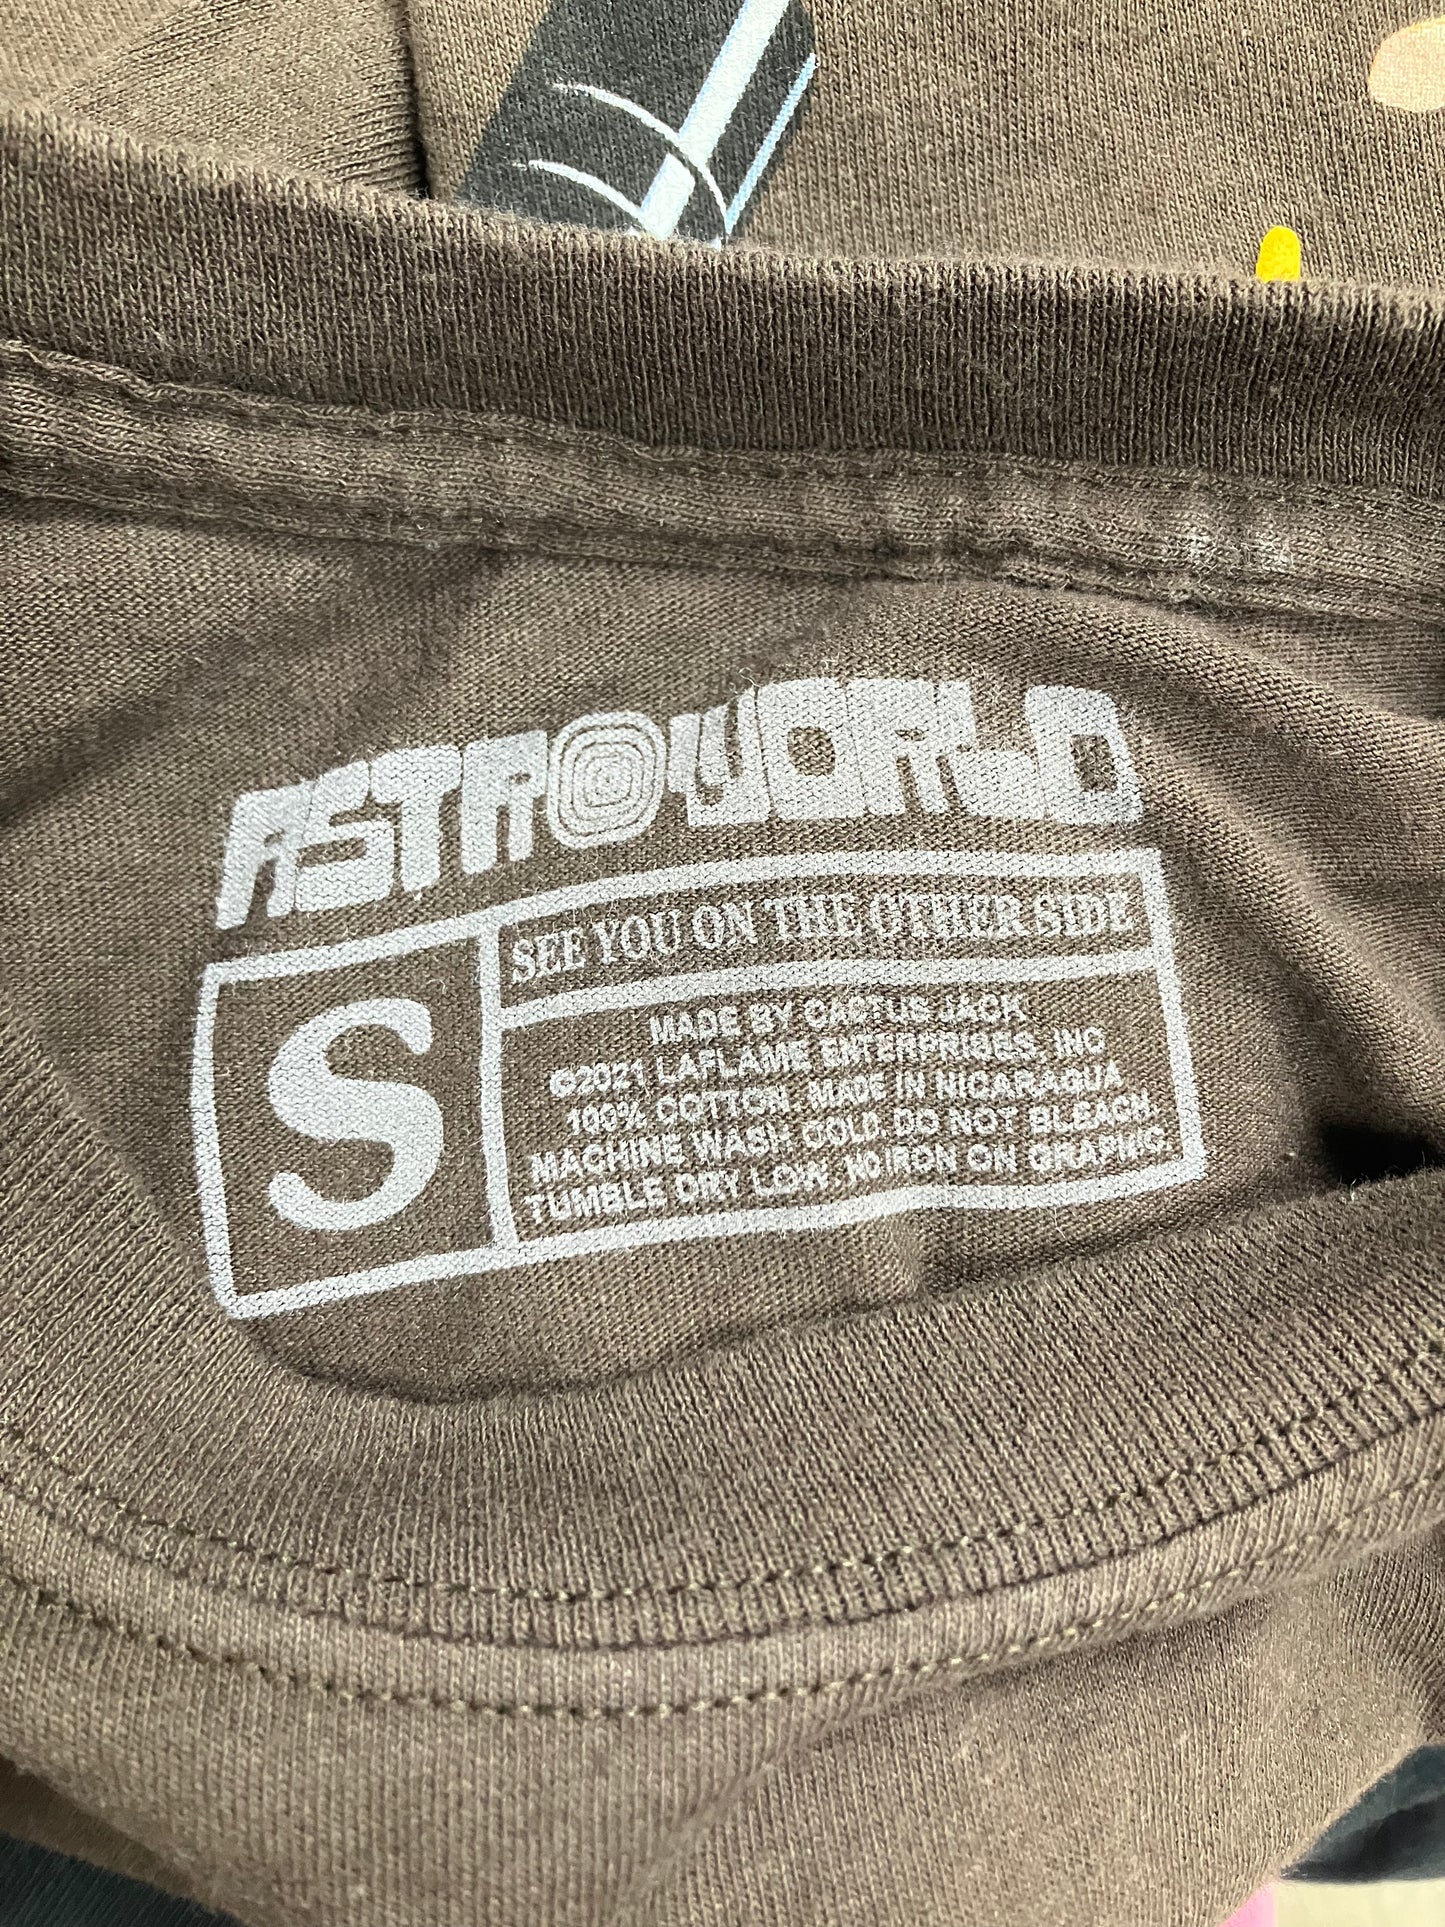 ASTROWORLD
S
SEE YOU ON THE OTHER SIDE
MADE BY CACTUS JACK
©2021 LAFLAME ENTERPRISES, INC
100% COTTON. MADE IN NICARAGUA
MACHINE WASH COLD. DO NOT BLEACH.
TUMBLE DRY LOW. NO IRON ON GRAPHIC.